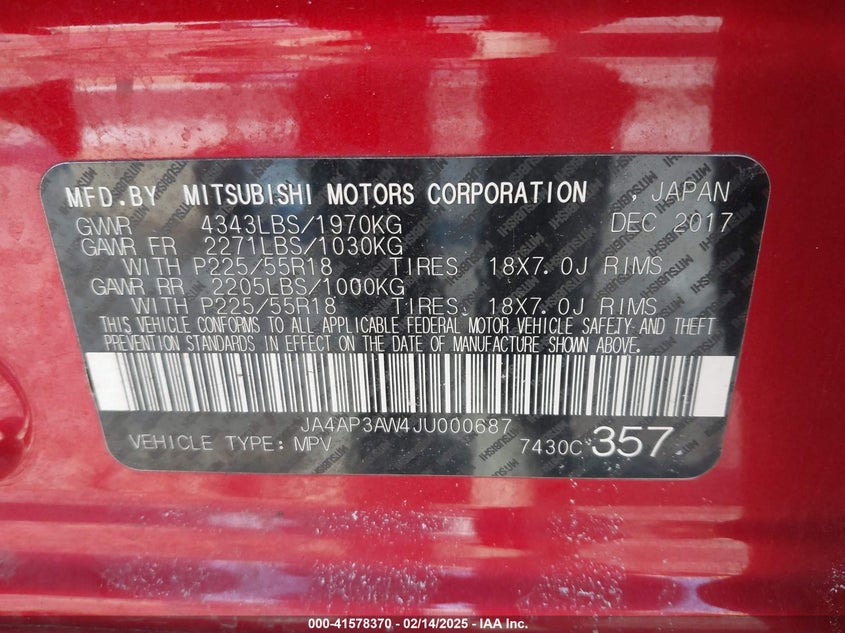 MFD.BY MITSUBISHI MOTORS CORPORATION , JAPAN
GVWR 4343LBS/1970KG DEC 2017
GAWR FR 2271LBS/1030KG
WITH P225/55R18 TIRES, 18X7.0J RIMS
GAWR RR 2205LBS/1000KG
WITH P225/55R18 TIRES, 18X7.0J RIMS
THIS VEHICLE CONFORMS TO ALL APPLICABLE FEDERAL MOTOR VEHICLE SAFETY AND THEFT
PREVENTION STANDARDS IN EFFECT ON THE DATE OF MANUFACTURE SHOWN ABOVE.
JA4AP3AW4JU000687
VEHICLE TYPE: MPV 7430C 357
000-41578370 - 02/14/2025 - IAA Inc.